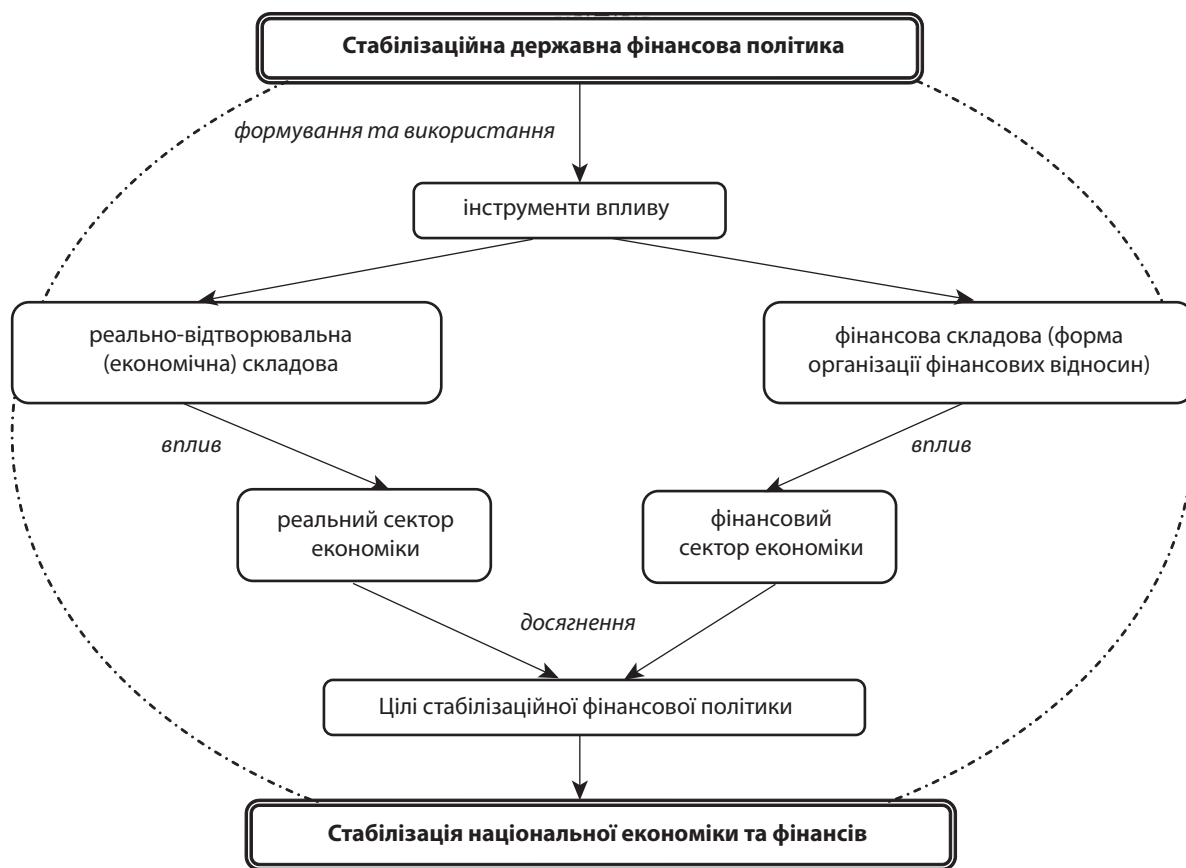 Стабілізаційна державна фінансова політика
формування та використання
інструменти впливу
реально-відтворювальна
(економічна) складова
фінансова складова (форма
організації фінансових відносин)
вплив
вплив
реальний сектор
економіки
фінансовий
сектор економіки
досягнення
Цілі стабілізаційної фінансової політики
Стабілізація національної економіки та фінансів